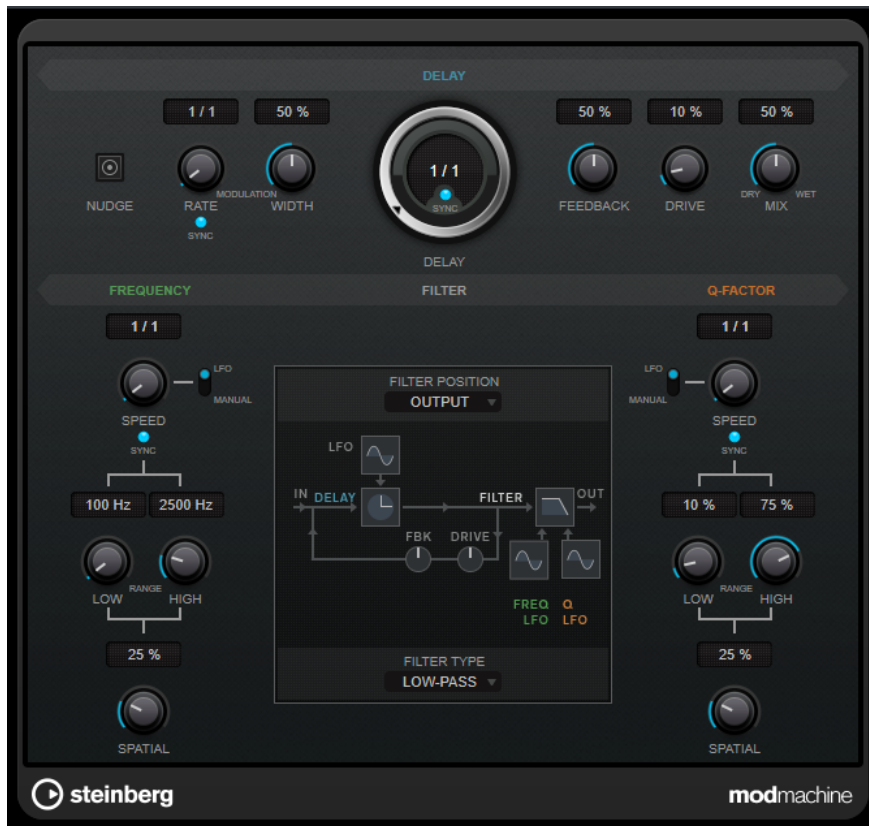 DELAY
1 / 1
50 %
50 %
10 %
50 %
1 / 1
SYNC
NUDGE
RATE
MODULATION
WIDTH
FEEDBACK
DRIVE
DRY
MIX
WET
SYNC
DELAY
FREQUENCY
FILTER
Q-FACTOR
1 / 1
1 / 1
LFO
MANUAL
SPEED
SYNC
LFO
MANUAL
SPEED
SYNC
FILTER POSITION
OUTPUT
LFO
IN
DELAY
FILTER
OUT
FBK
DRIVE
FREQ
LFO
Q
LFO
FILTER TYPE
LOW-PASS
100 Hz
2500 Hz
LOW
RANGE
HIGH
25 %
SPATIAL
10 %
75 %
LOW
RANGE
HIGH
25 %
SPATIAL
steinberg
modmachine